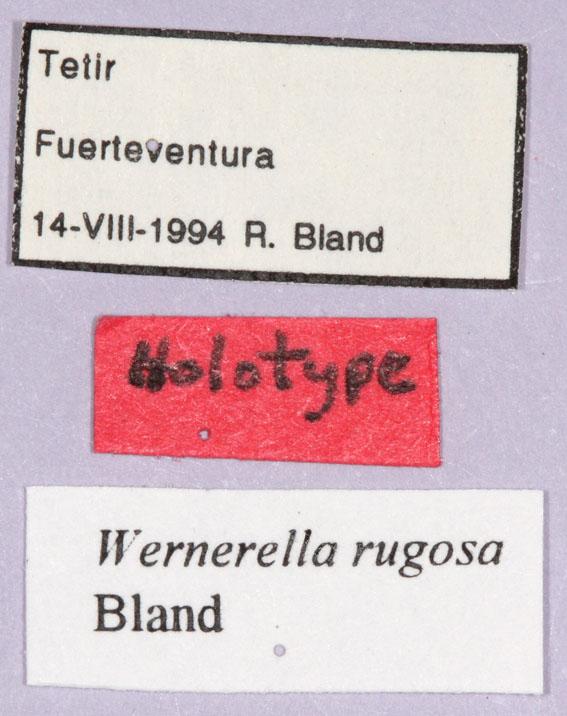 Tetir
Fuerteventura
14-VIII-1994 R. Bland
Holotype
Wernerella rugosa
Bland